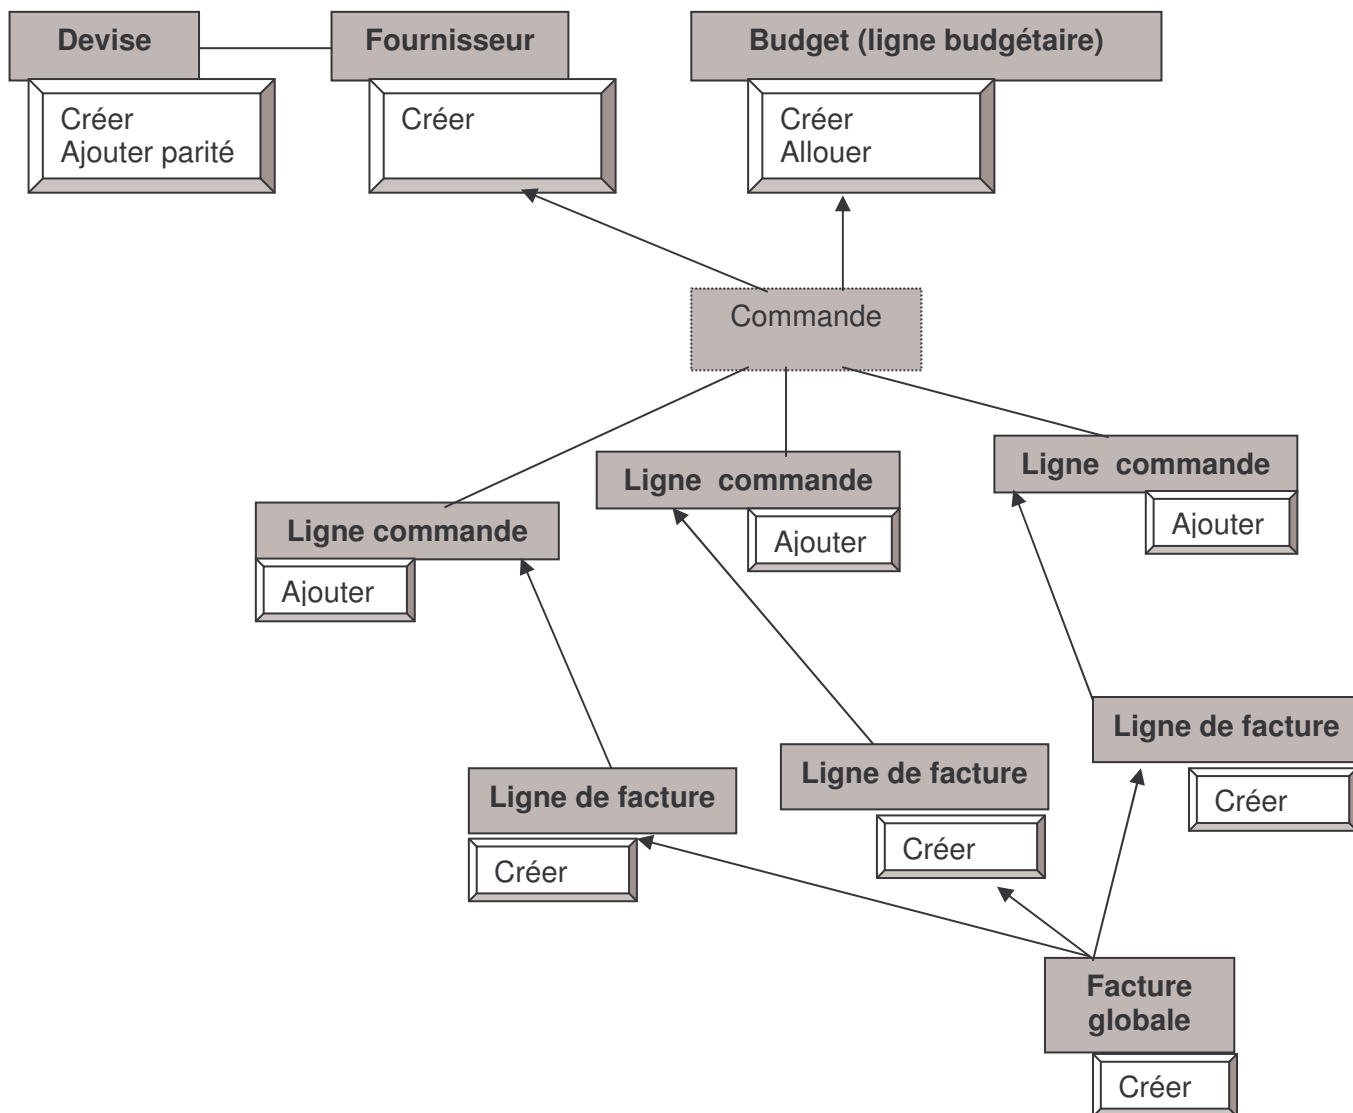 Devise
Fournisseur
Budget (ligne budgétaire)
Créer
Ajouter parité
Créer
Créer
Allouer
Commande
Ligne commande
Ajouter
Ligne commande
Ajouter
Ligne commande
Ajouter
Ligne de facture
Créer
Ligne de facture
Créer
Ligne de facture
Créer
Facture
globale
Créer